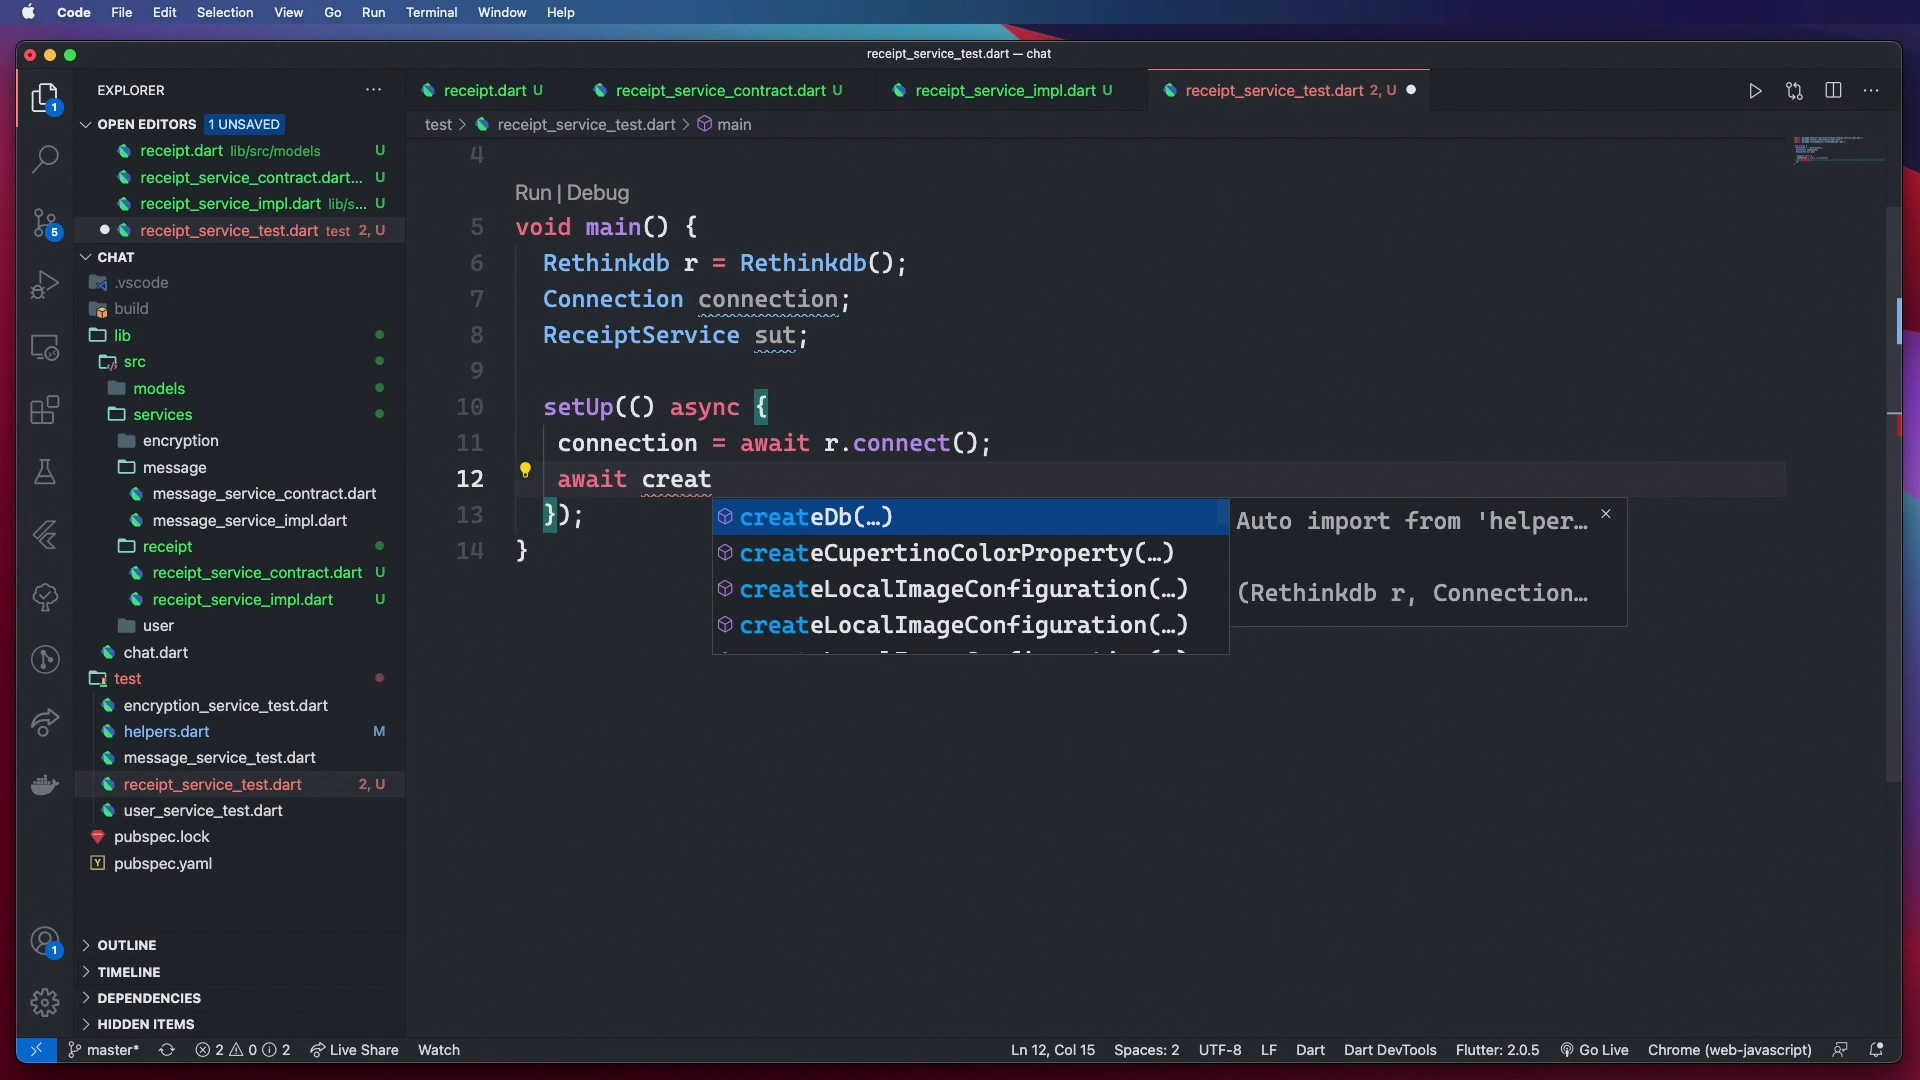 Code File Edit Selection View Go Run Terminal Window Help
receipt_service_test.dart — chat
EXPLORER
receipt.dart U
receipt_service_contract.dart U
receipt_service_impl.dart U
receipt_service_test.dart 2, U
OPEN EDITORS 1 UNSAVED
test > receipt_service_test.dart > main
receipt.dart lib/src/models U
receipt_service_contract.dart... U
receipt_service_impl.dart lib/s... U
receipt_service_test.dart test 2, U
CHAT
.vscode
build
lib
src
models
services
encryption
message
message_service_contract.dart
message_service_impl.dart
receipt
receipt_service_contract.dart U
receipt_service_impl.dart U
user
chat.dart
test
encryption_service_test.dart
helpers.dart M
message_service_test.dart
receipt_service_test.dart 2, U
user_service_test.dart
pubspec.lock
pubspec.yaml
OUTLINE
TIMELINE
DEPENDENCIES
HIDDEN ITEMS
1
5
1
4
Run | Debug
5 void main() {
6 Rethinkdb r = Rethinkdb();
7 Connection connection;
8 ReceiptService sut;
9
10 setUp(() async {
11 connection = await r.connect();
12 await creat
13 });
14 }
createDb(…)
createCupertinoColorProperty(…)
createLocalImageConfiguration(…)
createLocalImageConfiguration(…)
Auto import from 'helper…
(Rethinkdb r, Connection…
master* 2 0 2 Live Share Watch
Ln 12, Col 15 Spaces: 2 UTF-8 LF Dart Dart DevTools Flutter: 2.0.5 Go Live Chrome (web-javascript)